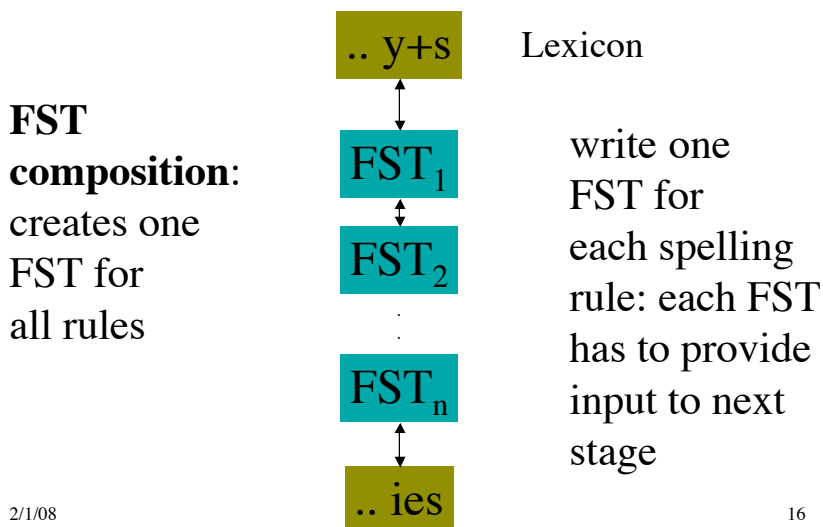 .. y+s
Lexicon
FST
composition:
creates one
FST for
all rules
FST₁
FST₂
.
.
FSTₙ
.. ies
write one
FST for
each spelling
rule: each FST
has to provide
input to next
stage
2/1/08
16